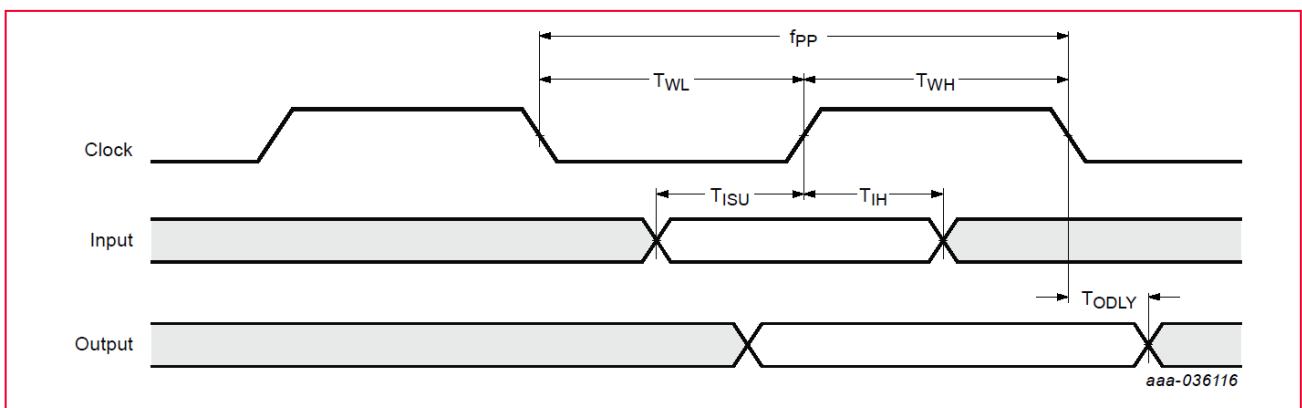 fPP
TWL
TWH
Clock
TISU
TIH
Input
TODLY
Output
aaa-036116